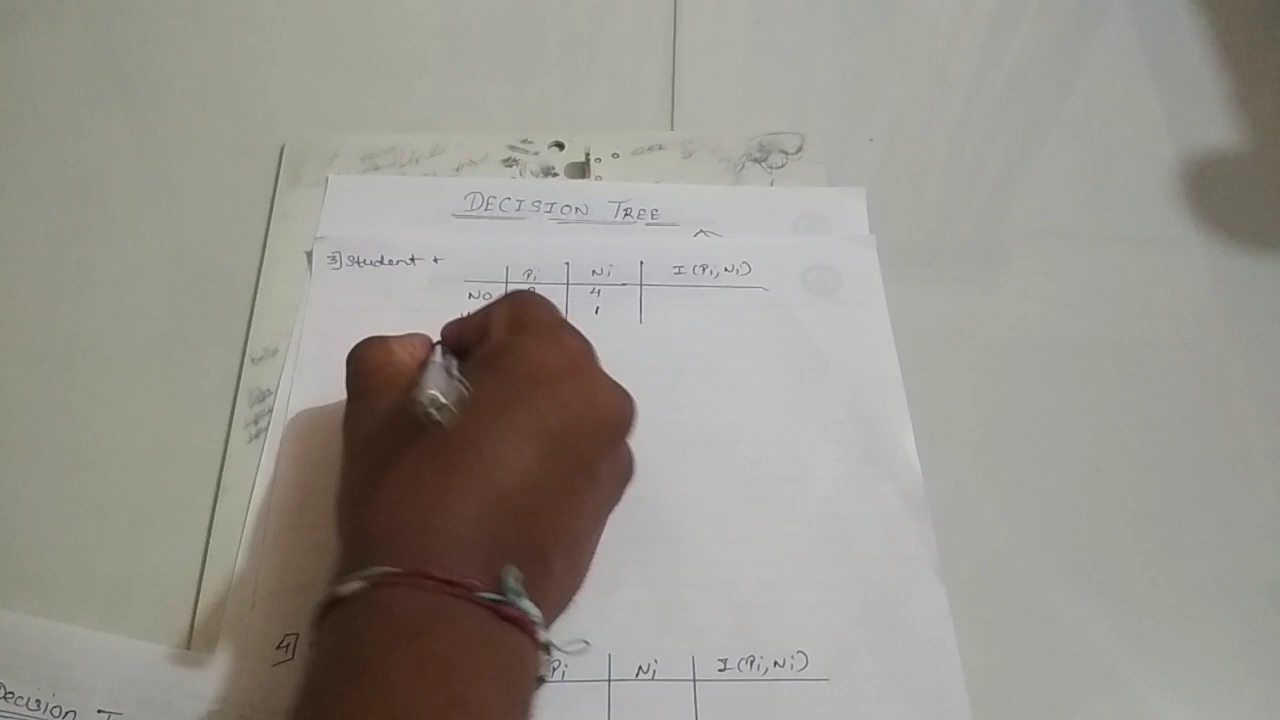 DECISION TREE
3] Student
Pi Ni I (Pi, Ni)
NO 4
1
4]
Pi Ni I (Pi, Ni)
Decision